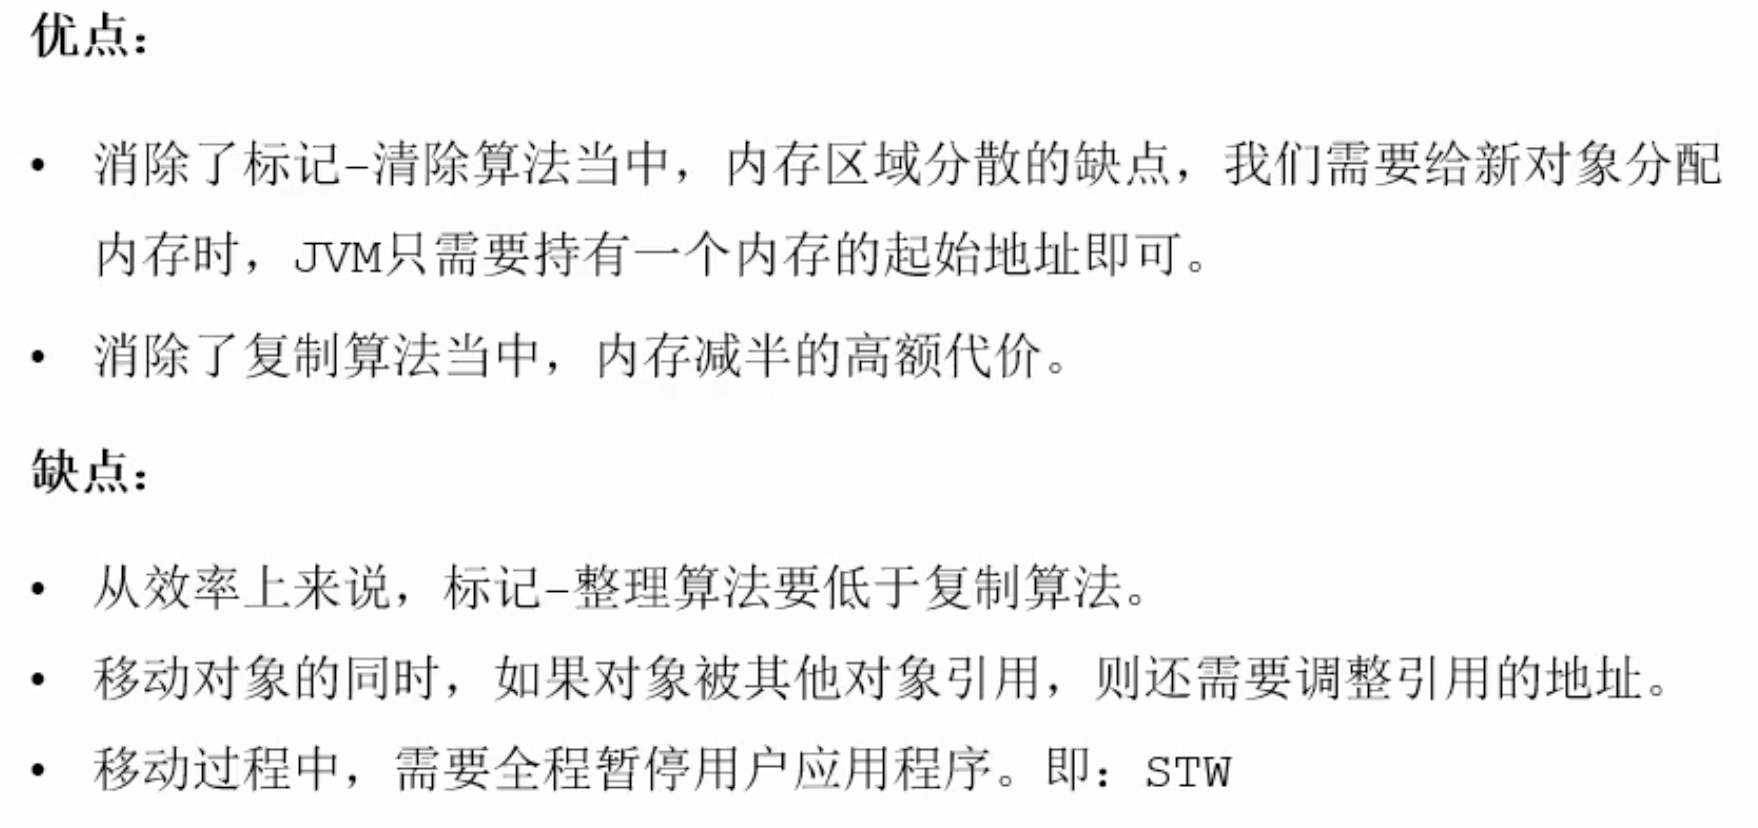 优点：
• 消除了标记-清除算法当中，内存区域分散的缺点，我们需要给新对象分配
内存时，JVM只需要持有一个内存的起始地址即可。
• 消除了复制算法当中，内存减半的高额代价。
缺点：
• 从效率上来说，标记-整理算法要低于复制算法。
• 移动对象的同时，如果对象被其他对象引用，则还需要调整引用的地址。
• 移动过程中，需要全程暂停用户应用程序。即：STW